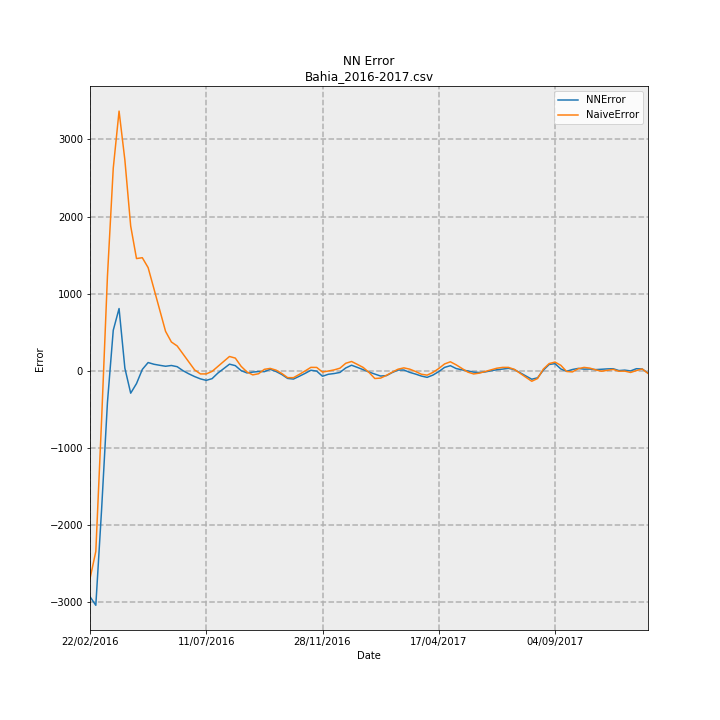 NN Error
Bahia_2016-2017.csv
NNError
NaiveError
3000
2000
1000
0
−1000
−2000
−3000
Error
22/02/2016
11/07/2016
28/11/2016
17/04/2017
04/09/2017
Date